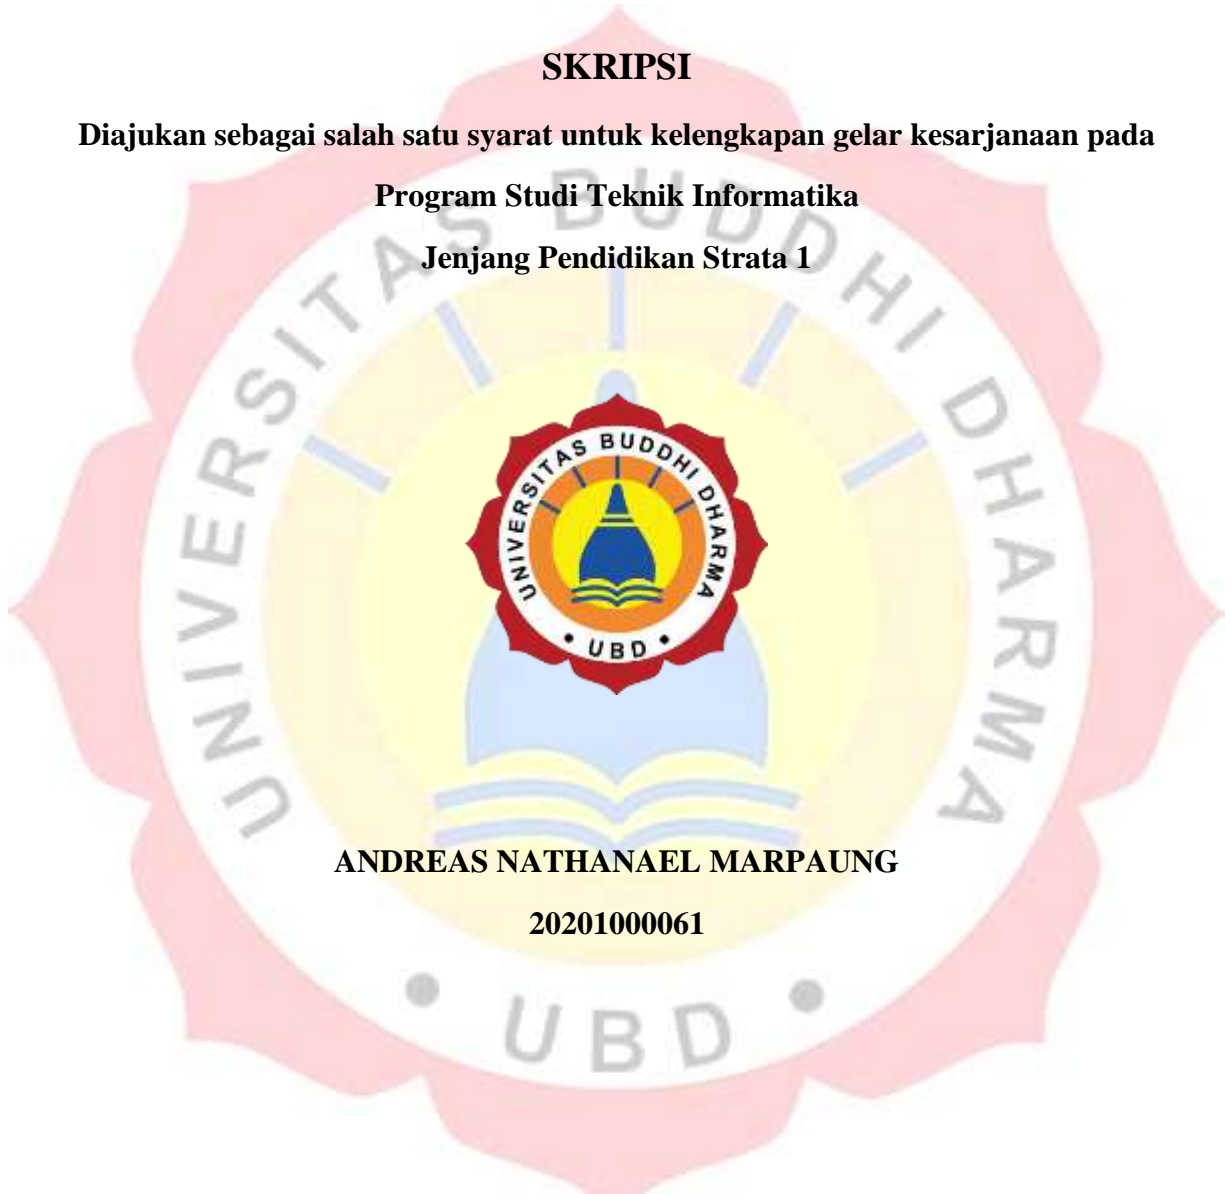 SKRIPSI
Diajukan sebagai salah satu syarat untuk kelengkapan gelar kesarjanaan pada
Program Studi Teknik Informatika
Jenjang Pendidikan Strata 1
UNIVERSITAS BUDDHI DHARMA
• UBD •
UNIVERSITAS BUDDHI DHARMA
• UBD •
ANDREAS NATHANAEL MARPAUNG
20201000061